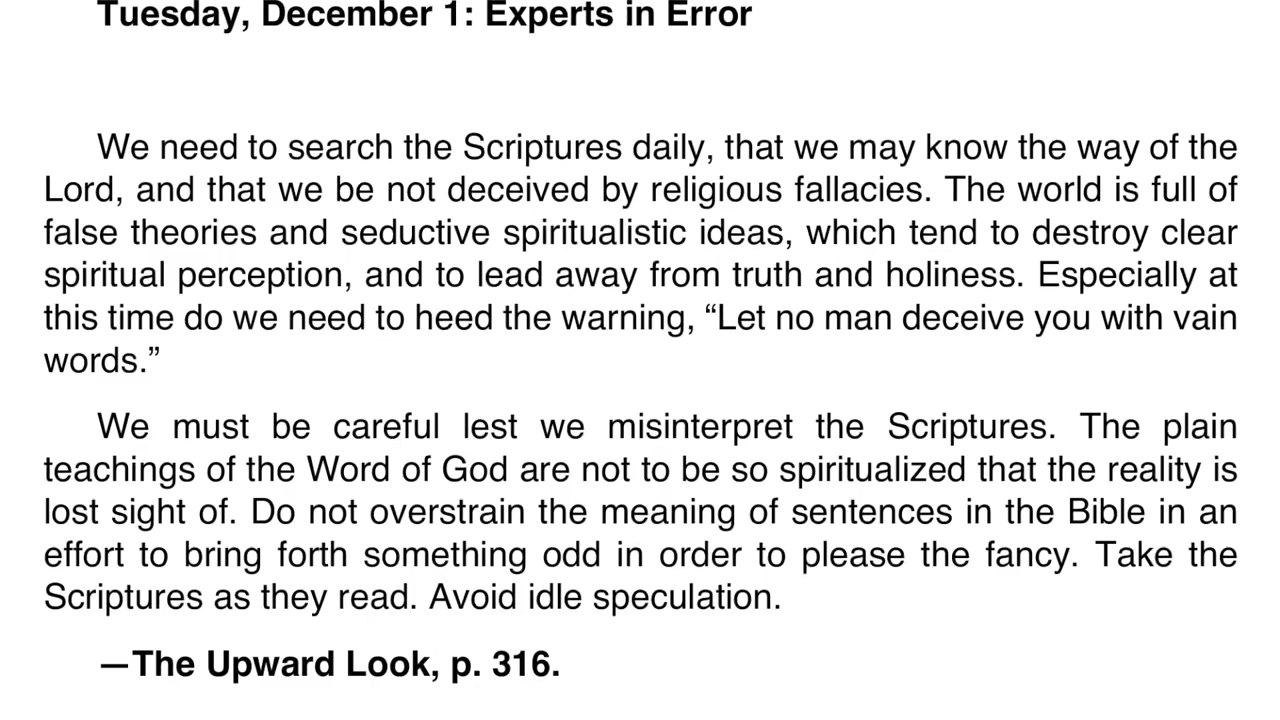 Tuesday, December 1: Experts in Error
We need to search the Scriptures daily, that we may know the way of the
Lord, and that we be not deceived by religious fallacies. The world is full of
false theories and seductive spiritualistic ideas, which tend to destroy clear
spiritual perception, and to lead away from truth and holiness. Especially at
this time do we need to heed the warning, “Let no man deceive you with vain
words.”
We must be careful lest we misinterpret the Scriptures. The plain
teachings of the Word of God are not to be so spiritualized that the reality is
lost sight of. Do not overstrain the meaning of sentences in the Bible in an
effort to bring forth something odd in order to please the fancy. Take the
Scriptures as they read. Avoid idle speculation.
—The Upward Look, p. 316.